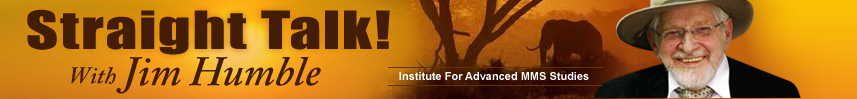 Straight Talk!
With Jim Humble
Institute For Advanced MMS Studies